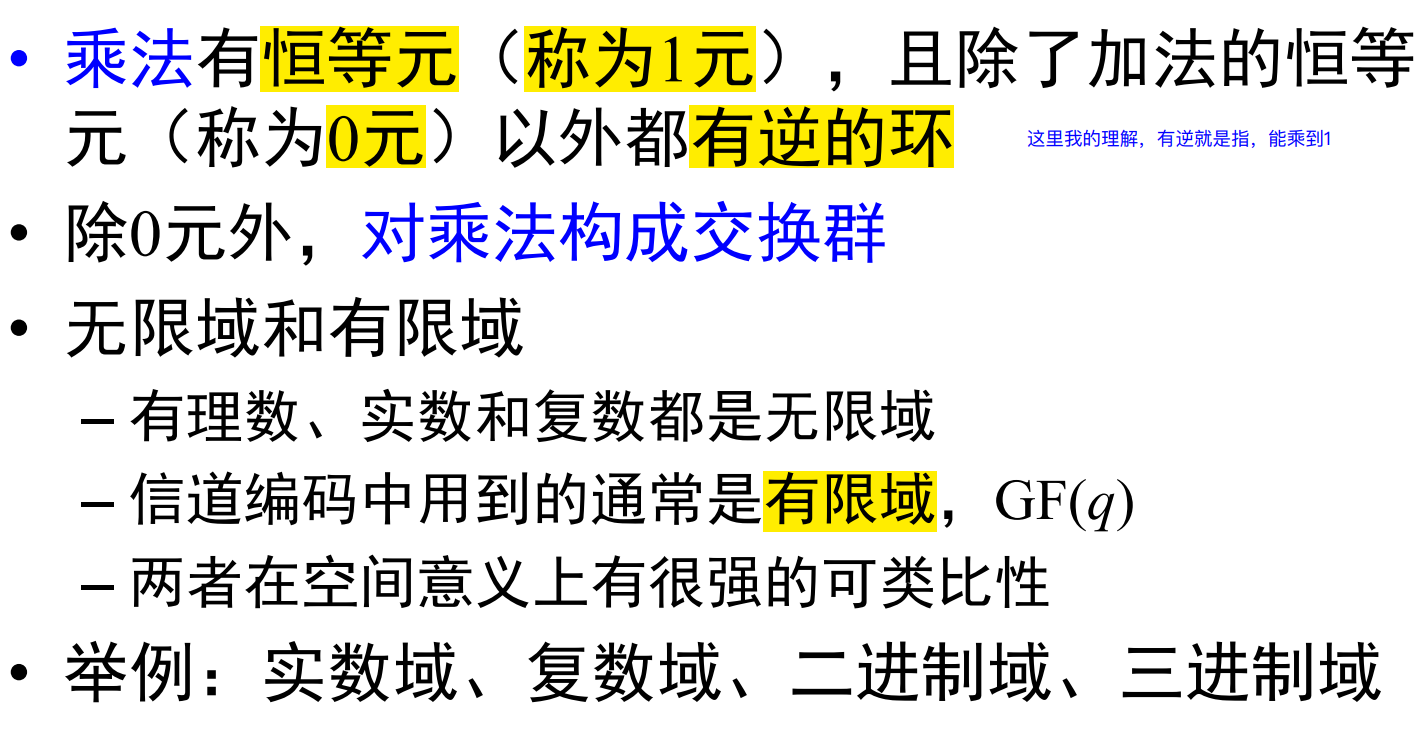 • 乘法有恒等元（称为1元），且除了加法的恒等
元（称为0元）以外都有逆的环
这里我的理解，有逆就是指，能乘到1
• 除0元外，对乘法构成交换群
• 无限域和有限域
– 有理数、实数和复数都是无限域
– 信道编码中用到的通常是有限域，GF(q)
– 两者在空间意义上有很强的可类比性
• 举例：实数域、复数域、二进制域、三进制域